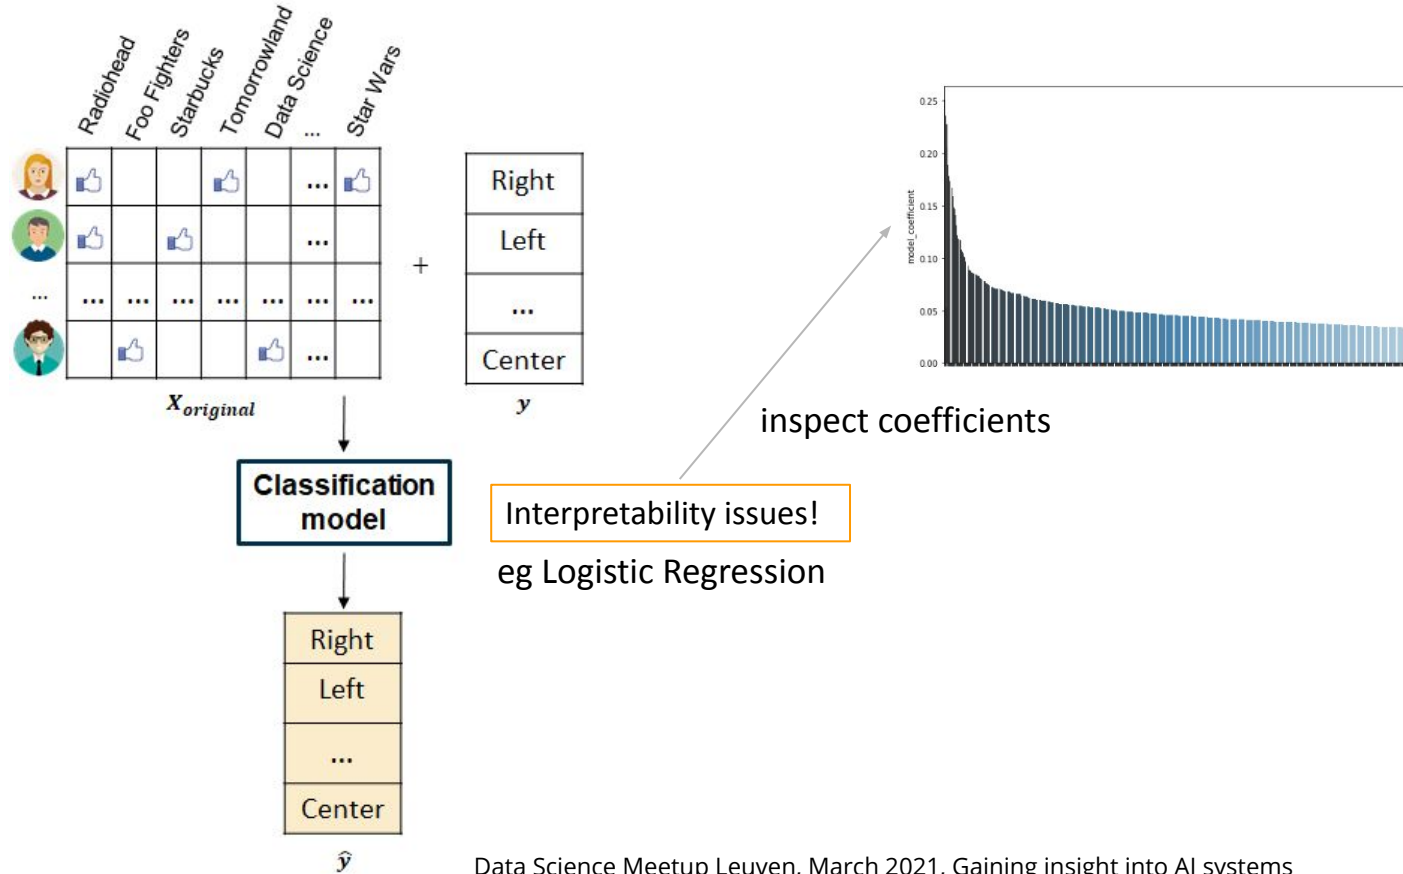 Radiohead
Foo Fighters
Starbucks
Tomorrowland
Data Science
...
Star Wars
...
...
...
... ... ... ... ... ... ...
...
X_original
+
Right
Left
...
Center
y
Classification
model
Right
Left
...
Center
ŷ
Interpretability issues!
eg Logistic Regression
inspect coefficients
model_coefficient
0.25
0.20
0.15
0.10
0.05
0.00
Data Science Meetup Leuven, March 2021, Gaining insight into AI systems